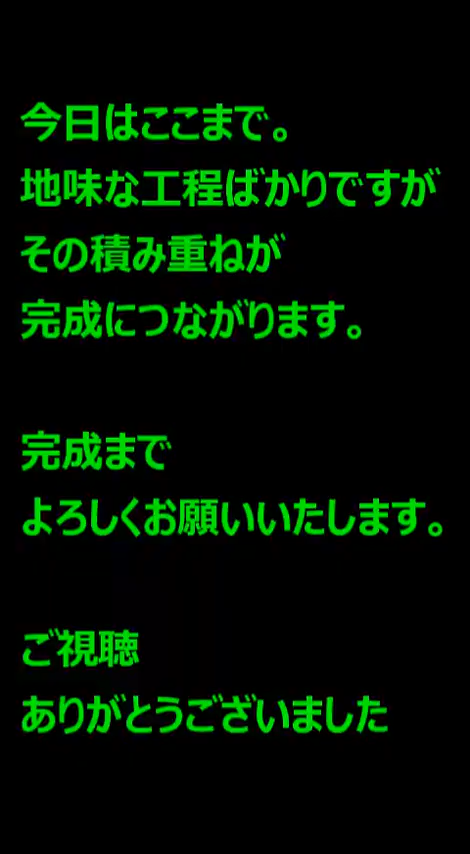 今日はここまで。
地味な工程ばかりですが
その積み重ねが
完成につながります。
完成まで
よろしくお願いいたします。
ご視聴
ありがとうございました